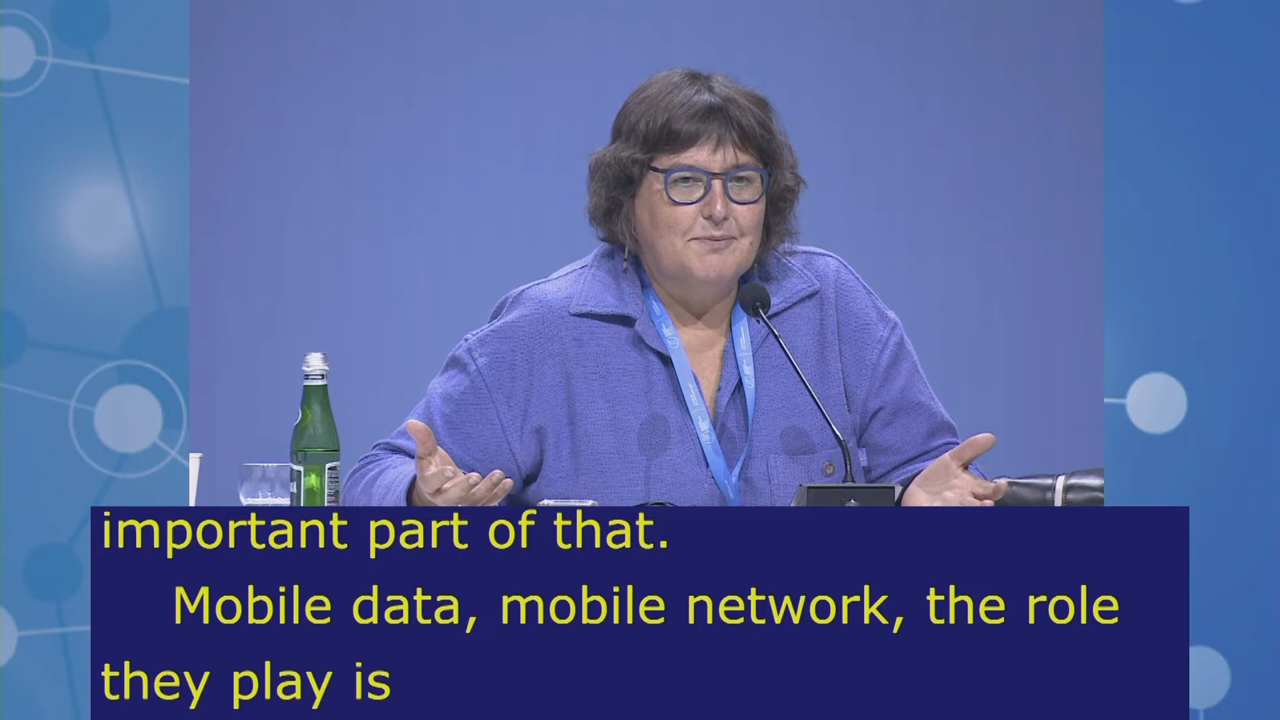 important part of that.
Mobile data, mobile network, the role
they play is